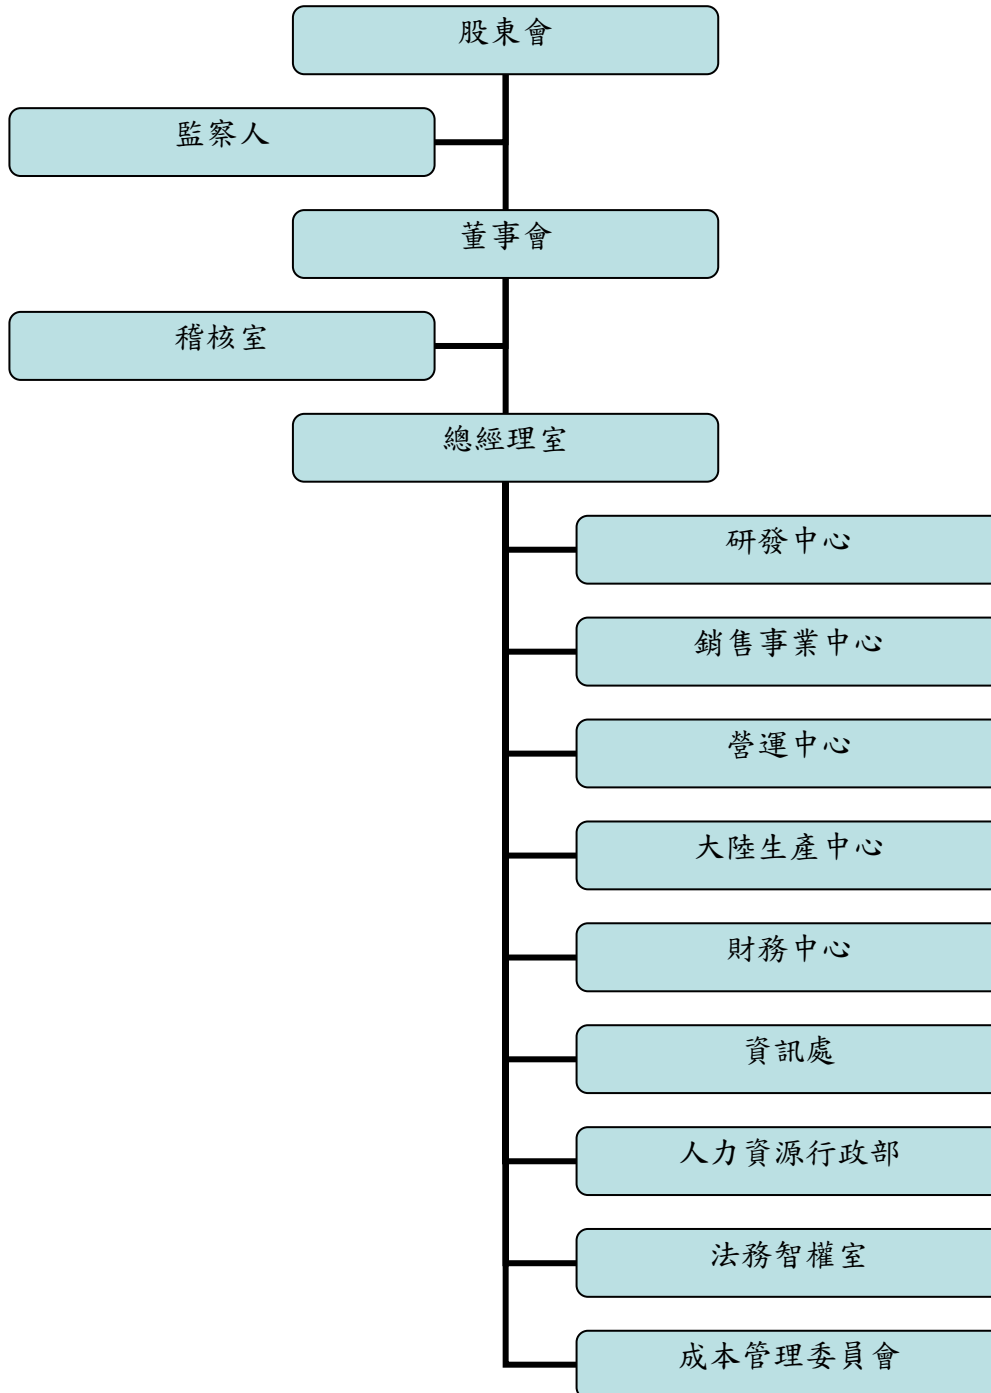 股東會
監察人
董事會
稽核室
總經理室
研發中心
銷售事業中心
營運中心
大陸生產中心
財務中心
資訊處
人力資源行政部
法務智權室
成本管理委員會